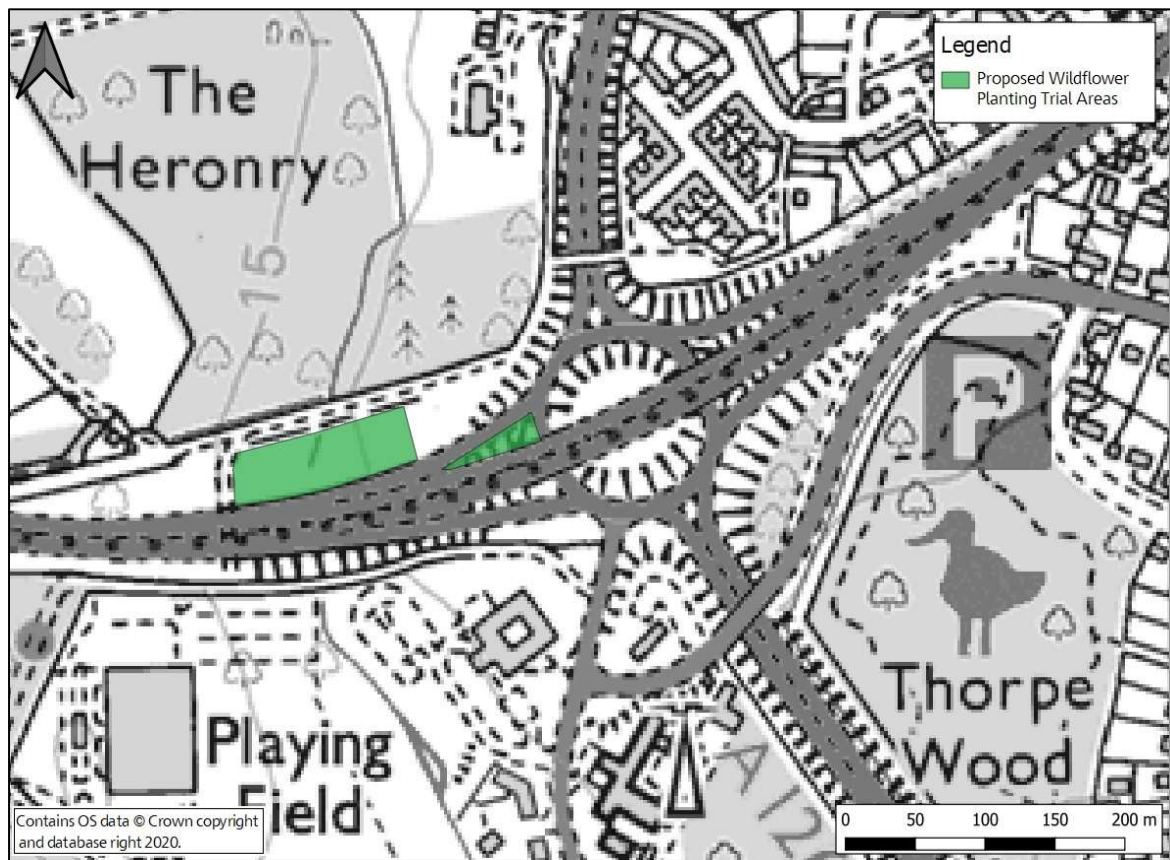 The
Heronry
15
Legend
Proposed Wildflower
Planting Trial Areas
P
Playing
Field
Thorpe
Wood
Contains OS data © Crown copyright
and database right 2020.
0 50 100 150 200 m